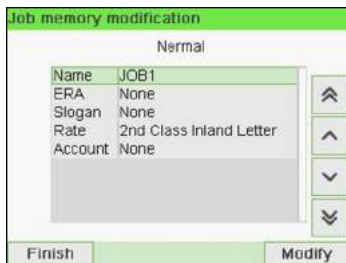 Job memory modification
Normal
Name JOB1
ERA None
Slogan None
Rate 2nd Class Inland Letter
Account None
Finish Modify